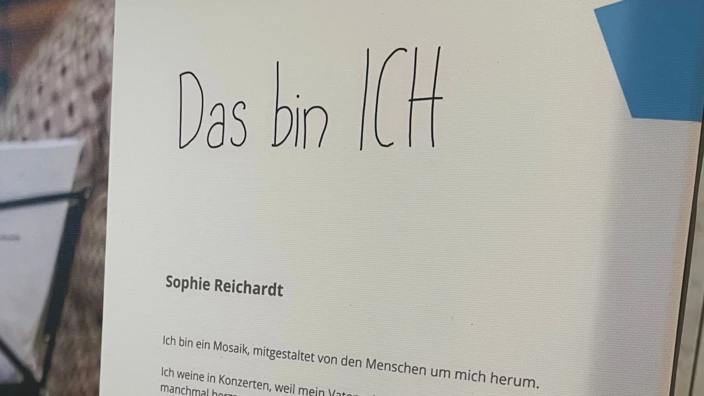 Das bin ICH
Sophie Reichardt
Ich bin ein Mosaik, mitgestaltet von den Menschen um mich herum.
Ich weine in Konzerten, weil mein
manchmal